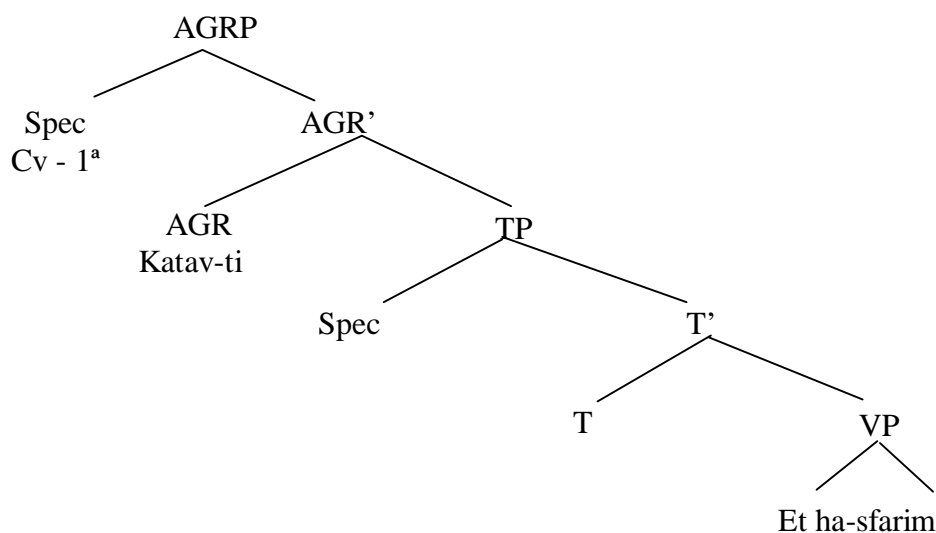 AGRP
Spec
AGR’
Cv - 1ª
AGR
TP
Katav-ti
Spec
T’
T
VP
Et ha-sfarim